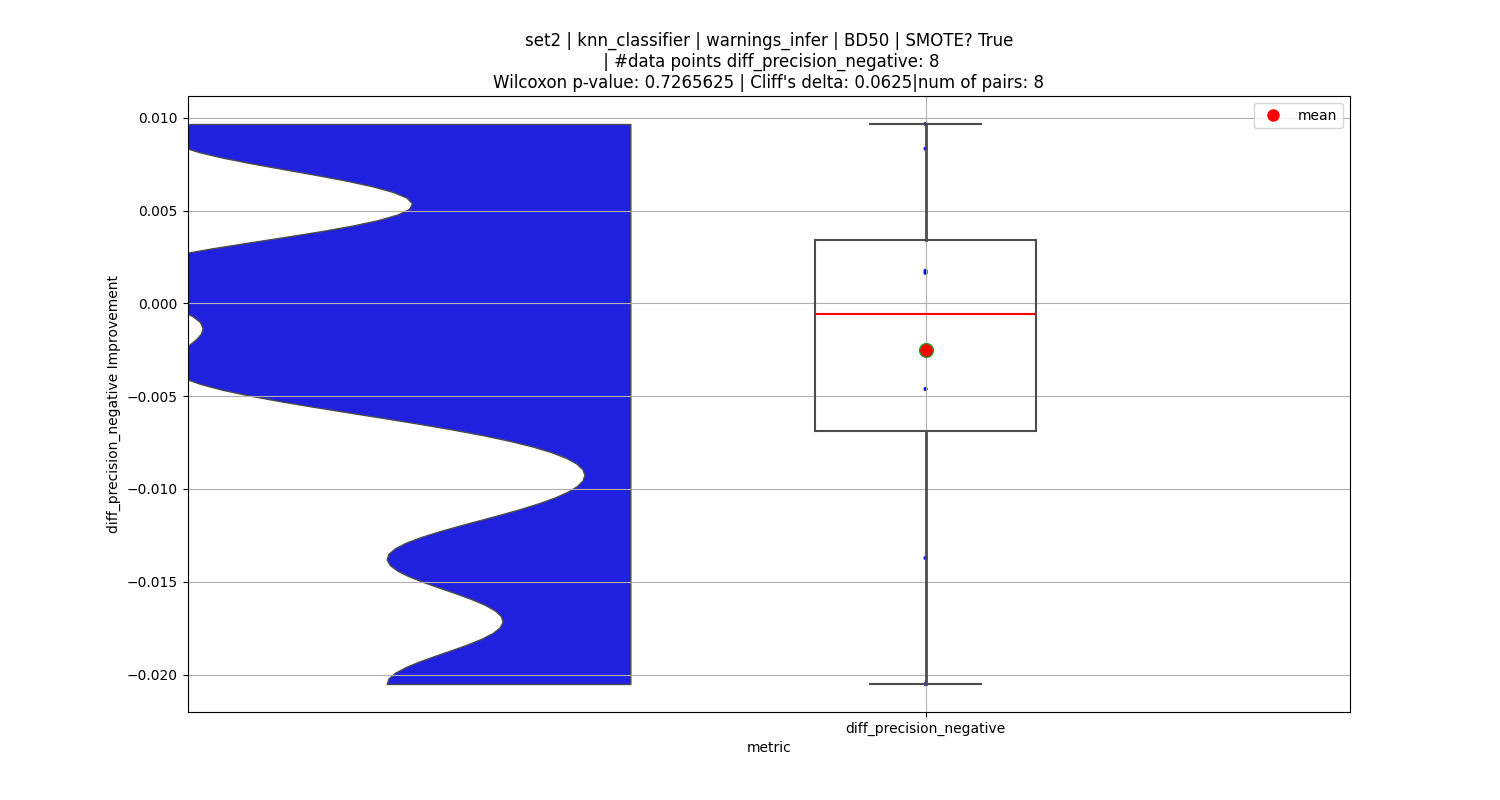 set2 | knn_classifier | warnings_infer | BD50 | SMOTE? True
| #data points diff_precision_negative: 8
Wilcoxon p-value: 0.7265625 | Cliff's delta: 0.0625|num of pairs: 8
mean
0.010
0.005
0.000
−0.005
−0.010
−0.015
−0.020
diff_precision_negative Improvement
diff_precision_negative
metric